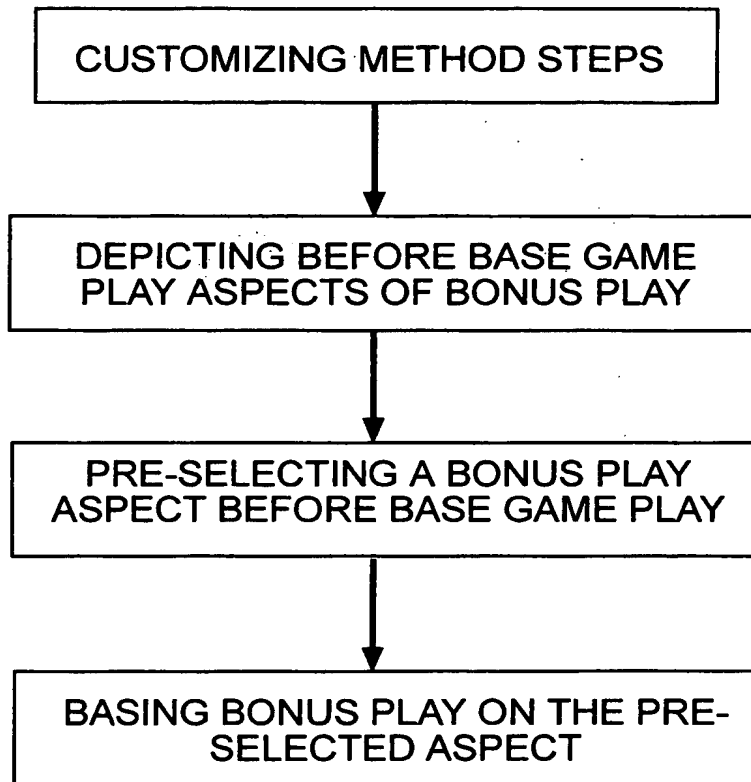 CUSTOMIZING METHOD STEPS
DEPICTING BEFORE BASE GAME
PLAY ASPECTS OF BONUS PLAY
PRE-SELECTING A BONUS PLAY
ASPECT BEFORE BASE GAME PLAY
BASING BONUS PLAY ON THE PRE-
SELECTED ASPECT